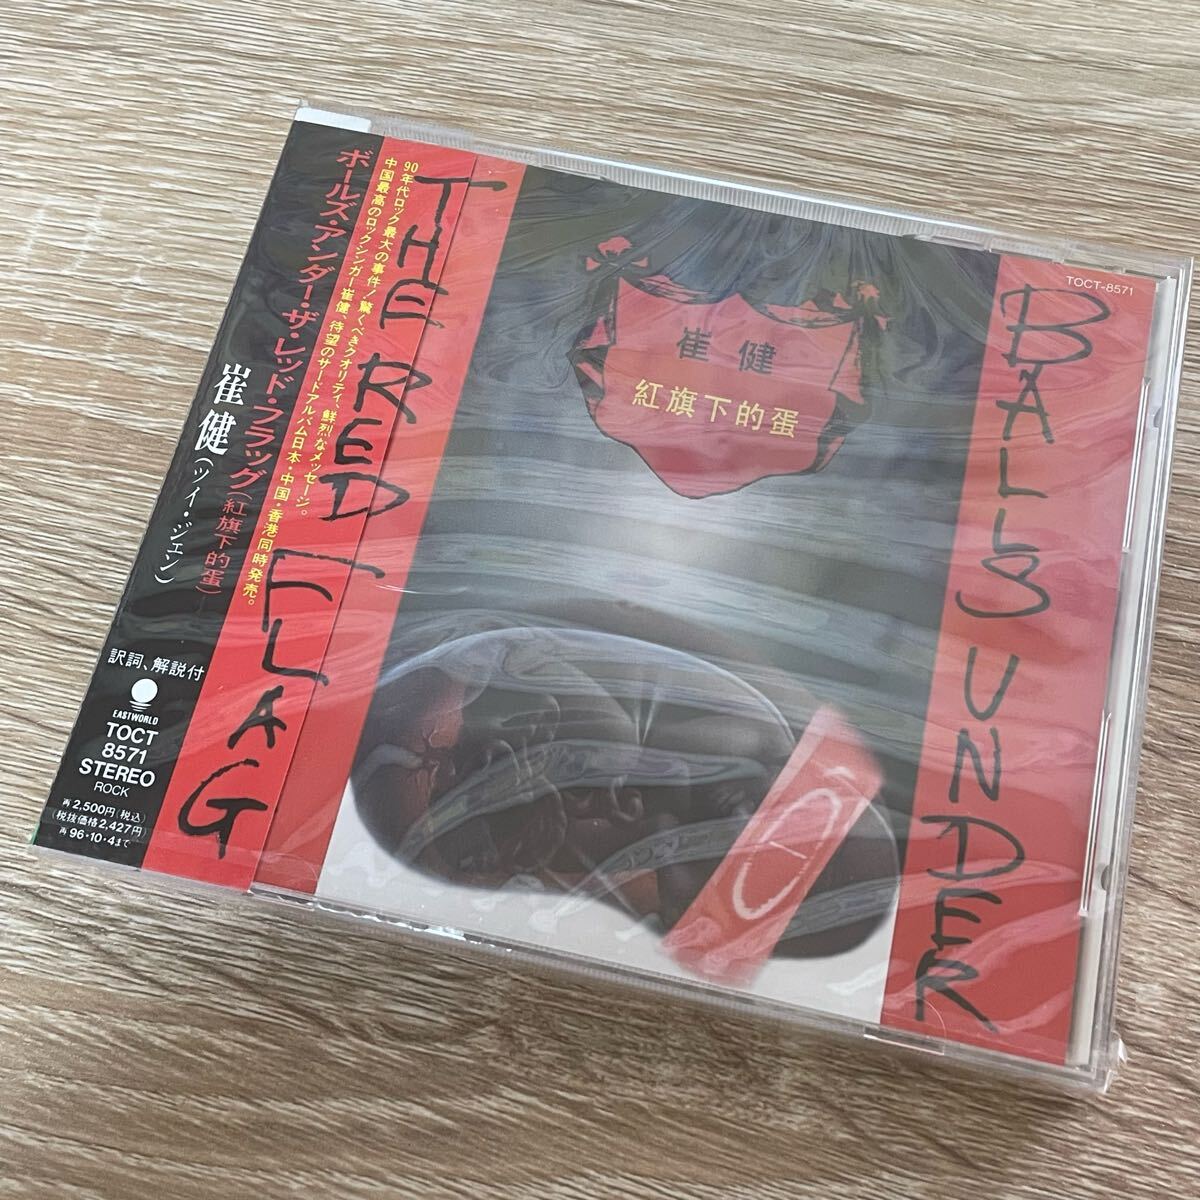 ボールズ・アンダー・ザ・レッド・フラッグ(紅旗下的蛋)
崔健(ツイ・ジェン)
90年代ロック最大の事件!驚くべきクオリティ、鮮烈なメッセージ。
中国最高のロックシンガー崔健、待望のサードアルバム日本・中国・香港同時発売。
訳詞、解説付
EASTWORLD
TOCT
8571
STEREO
ROCK
再2,500円(税込)
(税抜価格2,427円)
再96・10・4まで
THE RED FLAG
崔健
紅旗下的蛋
TOCT-8571
BALLS UNDER